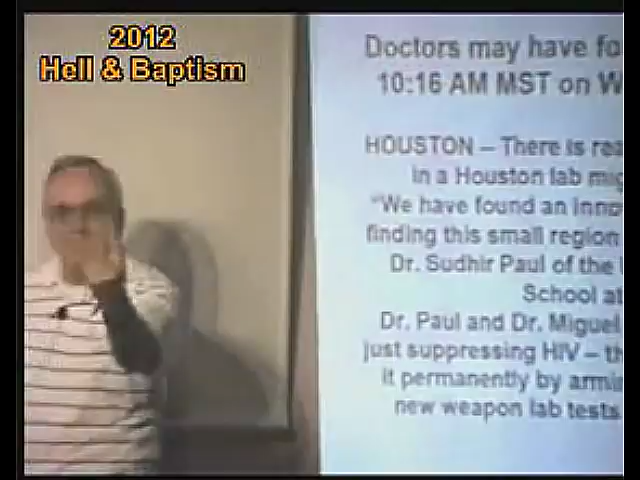 2012
Hell & Baptism
Doctors may have fo
10:16 AM MST on W
HOUSTON – There is rea
in a Houston lab mig
"We have found an inno
finding this small region
Dr. Sudhir Paul of the
School at
Dr. Paul and Dr. Miguel
just suppressing HIV – th
it permanently by armin
new weapon lab tests